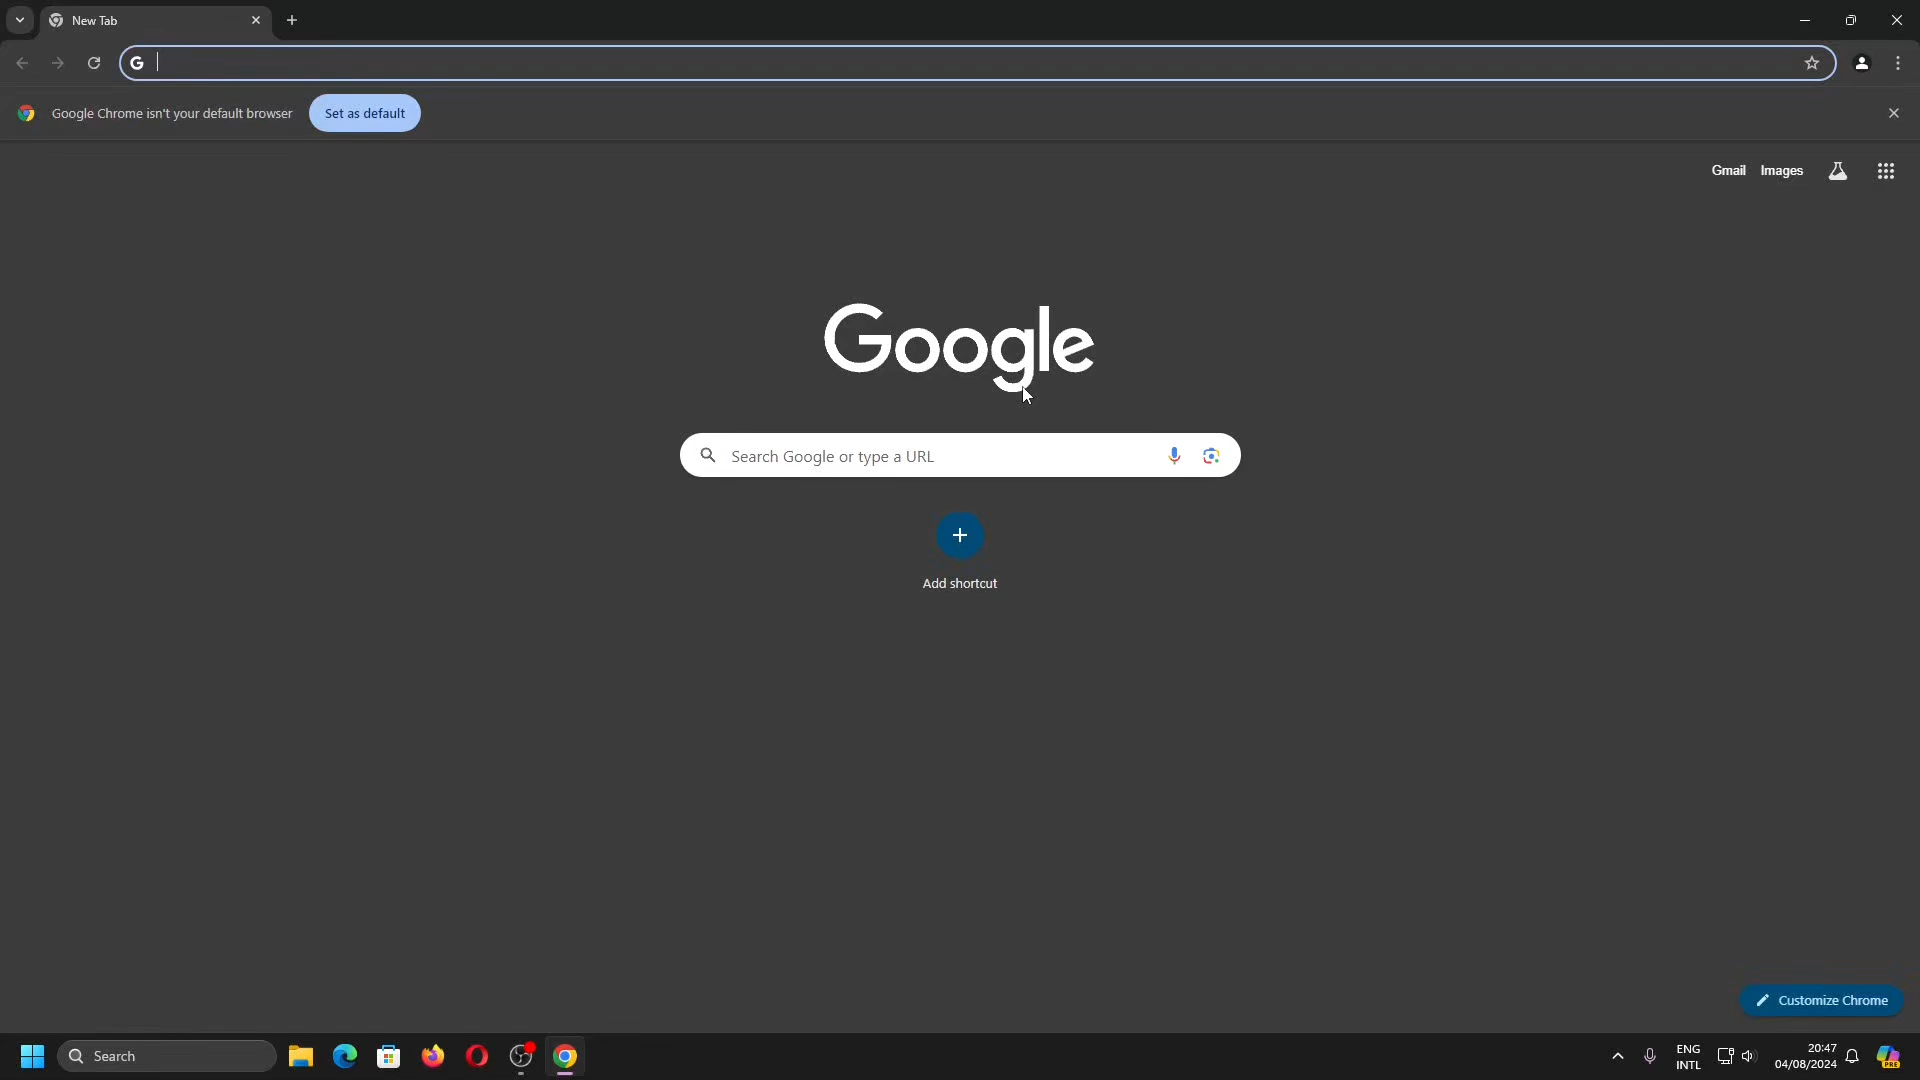 New Tab
Google Chrome isn't your default browser
Set as default
Gmail
Images
Google
Search Google or type a URL
Add shortcut
Customize Chrome
Search
ENG
INTL
20:47
04/08/2024
PRE